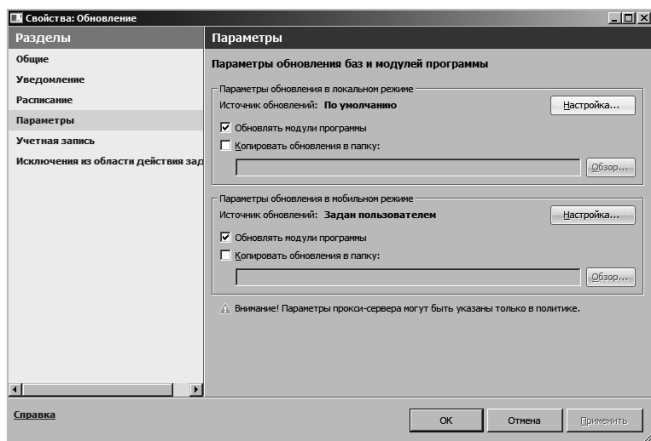 Свойства: Обновление
Разделы
Общие
Уведомление
Расписание
Параметры
Учетная запись
Исключения из области действия зад
Параметры
Параметры обновления баз и модулей программы
Параметры обновления в локальном режиме
Источник обновлений: По умолчанию
Настройка...
Обновлять модули программы
Копировать обновления в папку:
Обзор...
Параметры обновления в мобильном режиме
Источник обновлений: Задан пользователем
Настройка...
Обновлять модули программы
Копировать обновления в папку:
Обзор...
Внимание! Параметры прокси-сервера могут быть указаны только в политике.
Справка
ОК
Отмена
Применить